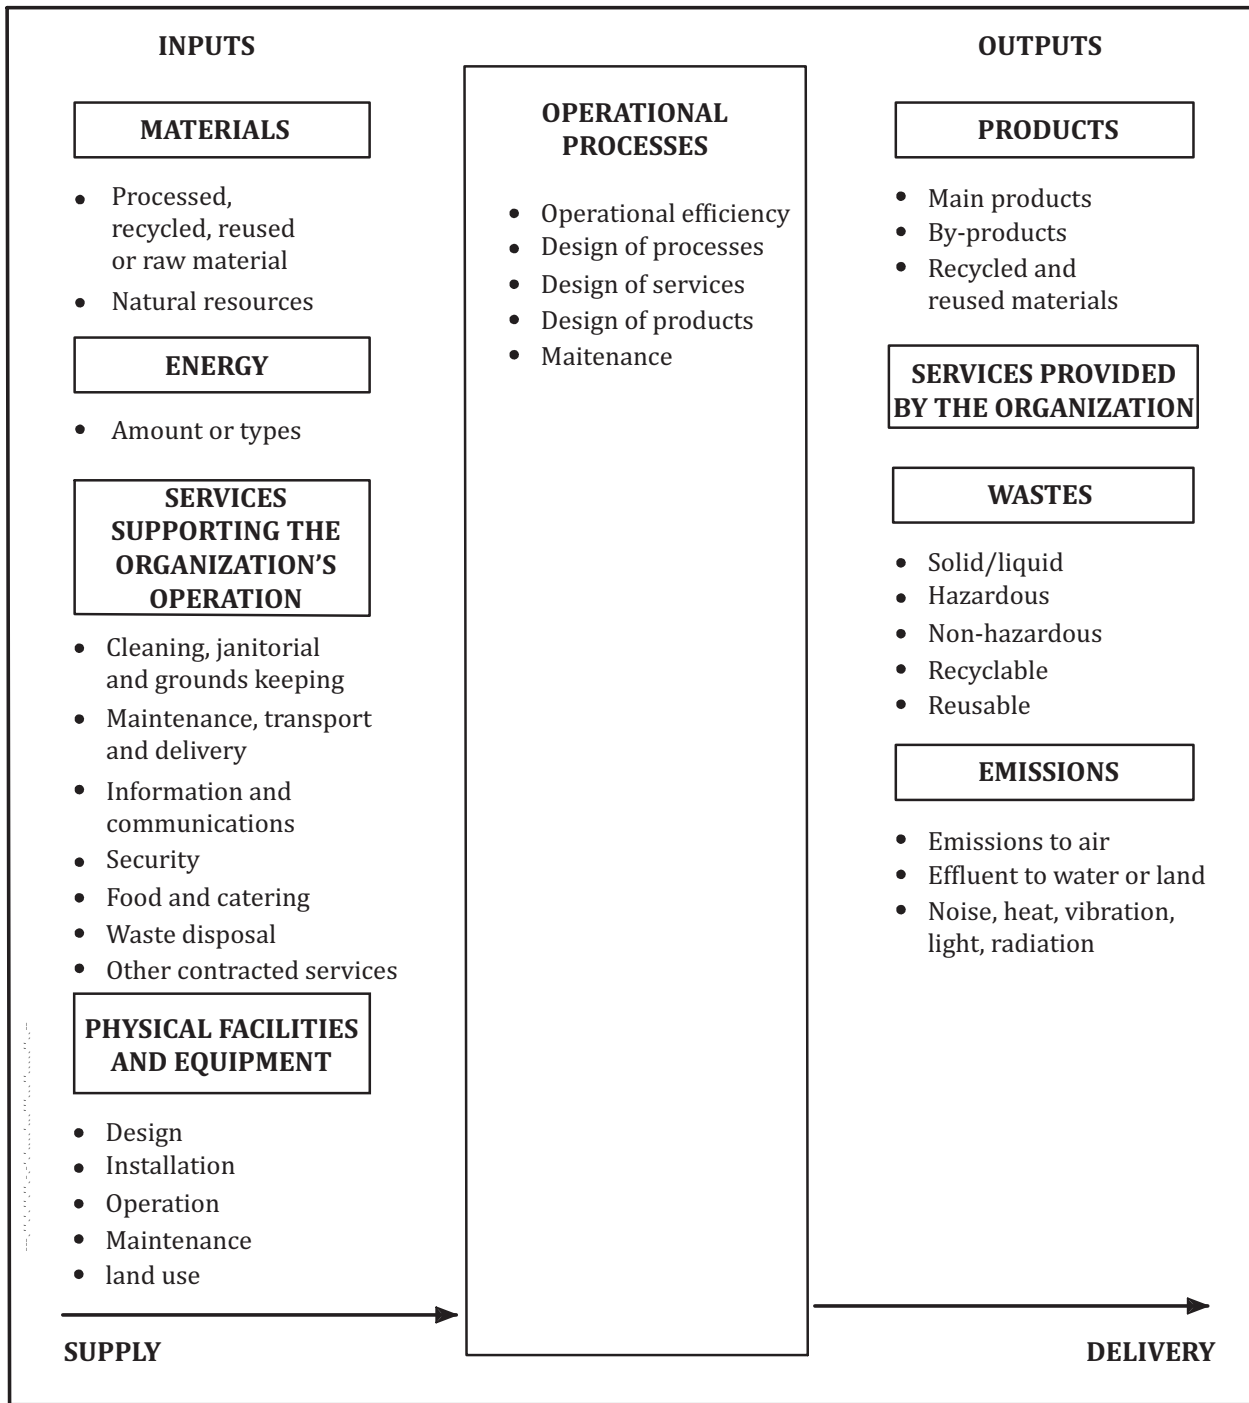 INPUTS
MATERIALS
• Processed,
recycled, reused
or raw material
• Natural resources
ENERGY
• Amount or types
SERVICES
SUPPORTING THE
ORGANIZATION'S
OPERATION
• Cleaning, janitorial
and grounds keeping
• Maintenance, transport
and delivery
• Information and
communications
• Security
• Food and catering
• Waste disposal
• Other contracted services
PHYSICAL FACILITIES
AND EQUIPMENT
• Design
• Installation
• Operation
• Maintenance
• land use
SUPPLY
OPERATIONAL
PROCESSES
• Operational efficiency
• Design of processes
• Design of services
• Design of products
• Maitenance
OUTPUTS
PRODUCTS
• Main products
• By-products
• Recycled and
reused materials
SERVICES PROVIDED
BY THE ORGANIZATION
WASTES
• Solid/liquid
• Hazardous
• Non-hazardous
• Recyclable
• Reusable
EMISSIONS
• Emissions to air
• Effluent to water or land
• Noise, heat, vibration,
light, radiation
DELIVERY